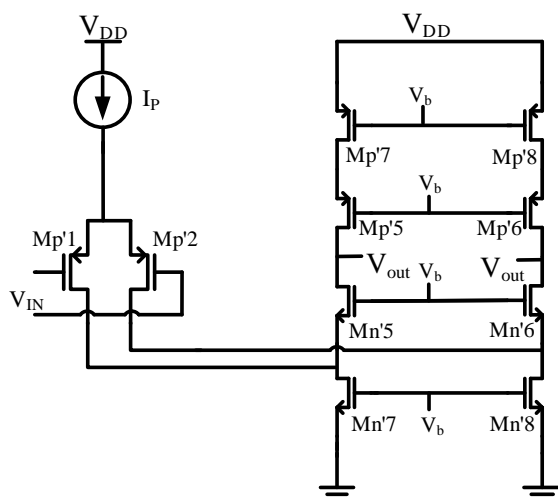 V_DD
I_P
Mp'1
Mp'2
V_IN
V_DD
V_b
Mp'7
Mp'8
V_b
Mp'5
Mp'6
V_out
V_out
V_b
Mn'5
Mn'6
Mn'7
V_b
Mn'8